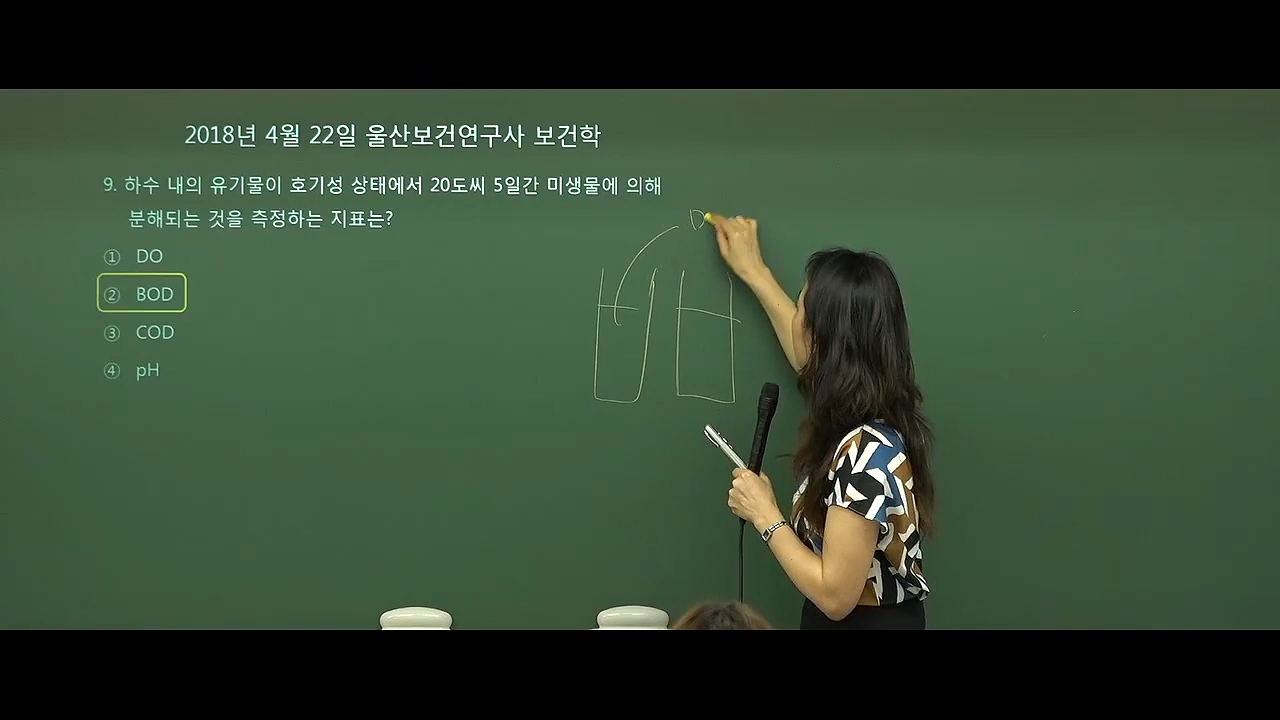 2018년 4월 22일 울산보건연구사 보건학
9. 하수 내의 유기물이 호기성 상태에서 20도씨 5일간 미생물에 의해
분해되는 것을 측정하는 지표는?
① DO
② BOD
③ COD
④ pH
D